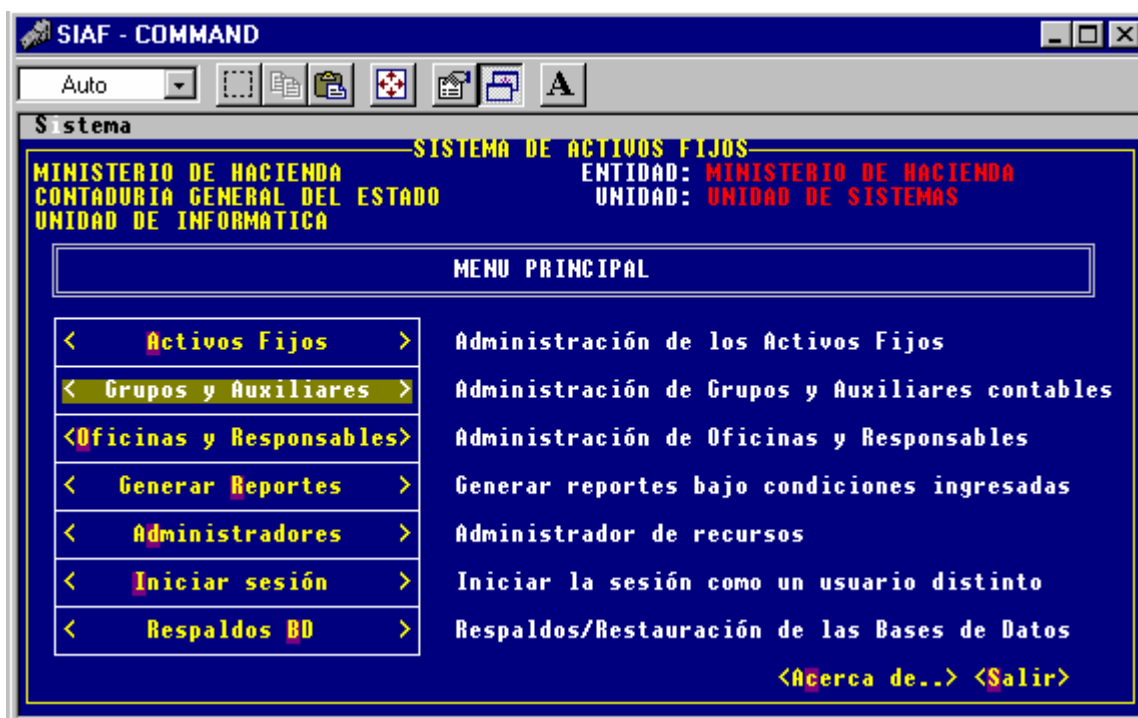 SIAF - COMMAND
Auto
A
Sistema
SISTEMA DE ACTIVOS FIJOS
MINISTERIO DE HACIENDA ENTIDAD: MINISTERIO DE HACIENDA
CONTADURIA GENERAL DEL ESTADO UNIDAD: UNIDAD DE SISTEMAS
UNIDAD DE INFORMATICA
MENU PRINCIPAL
< Activos Fijos > Administración de los Activos Fijos
< Grupos y Auxiliares > Administración de Grupos y Auxiliares contables
<Oficinas y Responsables> Administración de Oficinas y Responsables
< Generar Reportes > Generar reportes bajo condiciones ingresadas
< Administradores > Administrador de recursos
< Iniciar sesión > Iniciar la sesión como un usuario distinto
< Respaldos BD > Respaldos/Restauración de las Bases de Datos
<Acerca de..> <Salir>